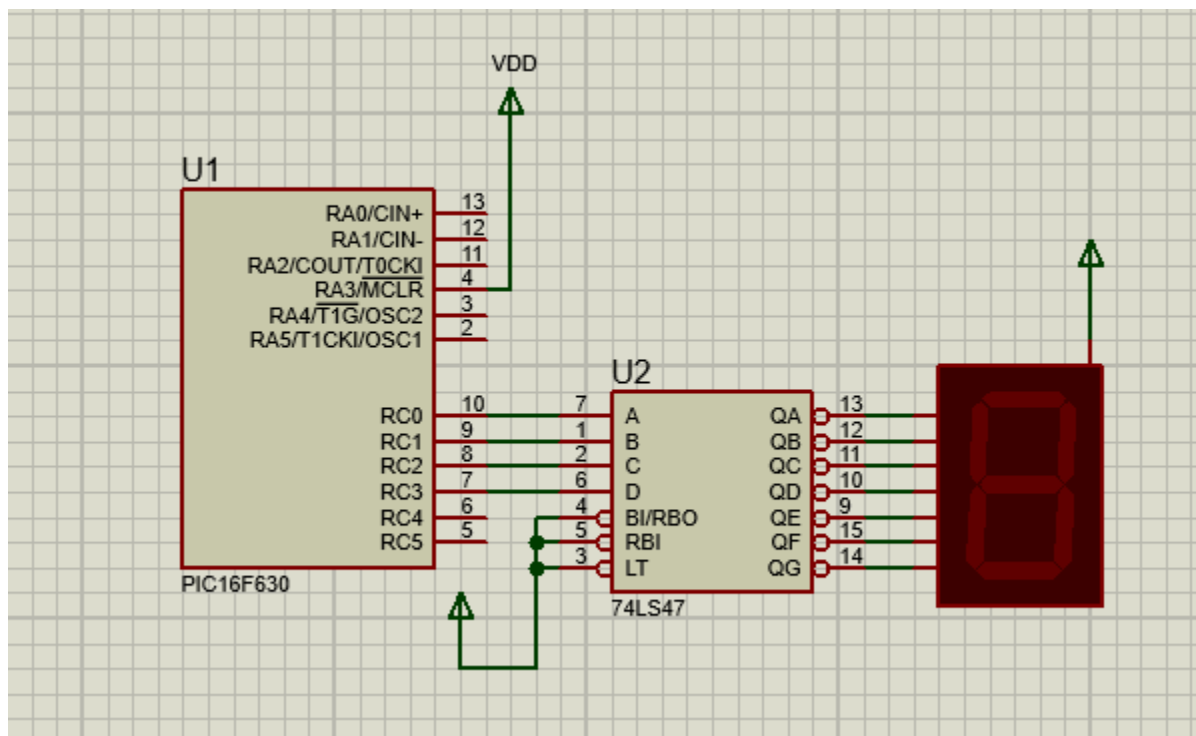 VDD
U1
RA0/CIN+ 13
RA1/CIN- 12
RA2/COUT/T0CKI 11
RA3/MCLR 4
RA4/T1G/OSC2 3
RA5/T1CKI/OSC1 2
RC0 10
RC1 9
RC2 8
RC3 7
RC4 6
RC5 5
PIC16F630
U2
7 A QA 13
1 B QB 12
2 C QC 11
6 D QD 10
4 BI/RBO QE 9
5 RBI QF 15
3 LT QG 14
74LS47